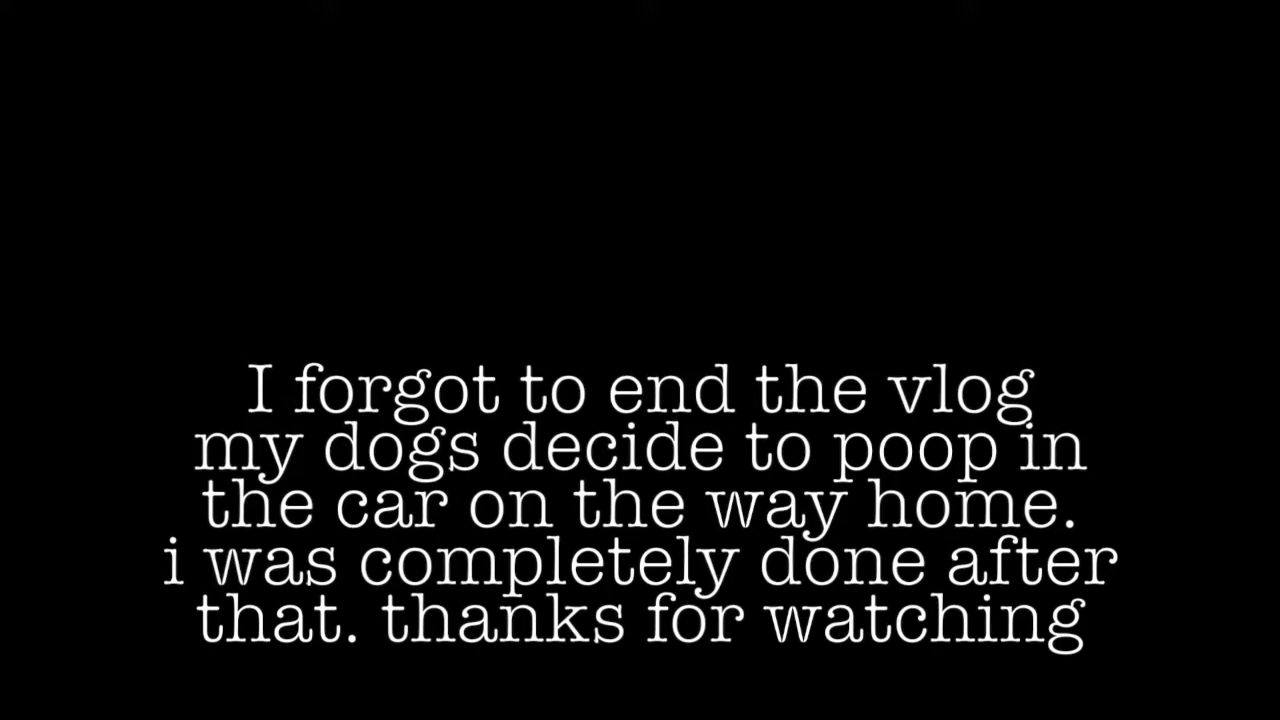 I forgot to end the vlog
my dogs decide to poop in
the car on the way home.
i was completely done after
that. thanks for watching